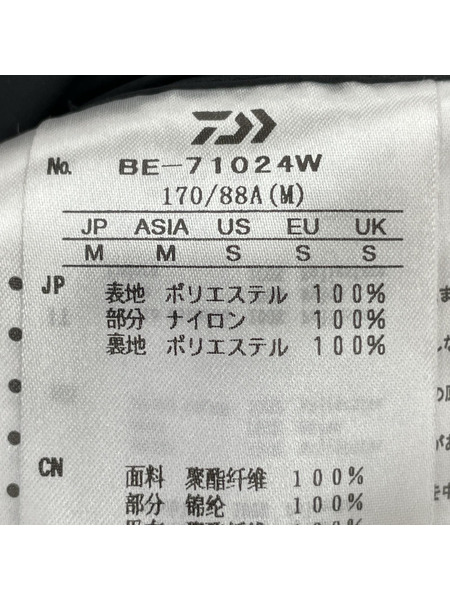 No. BE-71024W
170/88A(M)
JP ASIA US EU UK
M M S S S
JP 表地 ポリエステル 100%
部分 ナイロン 100%
裏地 ポリエステル 100%
CN 面料 聚酯纤维 100%
部分 锦纶 100%